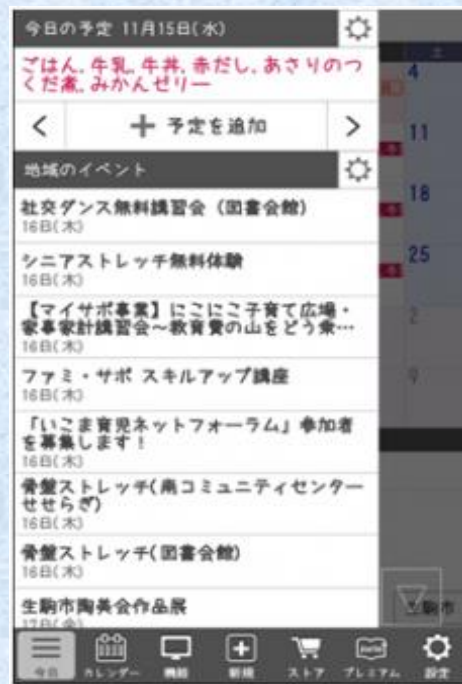 今日の予定 11月15日(水)
ごはん、牛乳、牛丼、赤だし、あさりのつ
くだ煮、みかんゼリー
< + 予定を追加 >
地域のイベント
社交ダンス無料講習会（図書会館）
16日(木)
シニアストレッチ無料体験
16日(木)
【マイサポ事業】にこにこ子育て広場・
家事家計講習会～教育費の山をどう乗…
16日(木)
ファミ・サポ スキルアップ講座
16日(木)
「いこま育児ネットフォーラム」参加者
を募集します！
16日(木)
骨盤ストレッチ(南コミュニティセンター
せせらぎ)
16日(木)
骨盤ストレッチ(図書会館)
16日(木)
生駒市陶美会作品展
17日(金)
土
4
11
18
25
2
9
駒市
今日 カレンダー 機能 新規 ストア プレミアム 設定